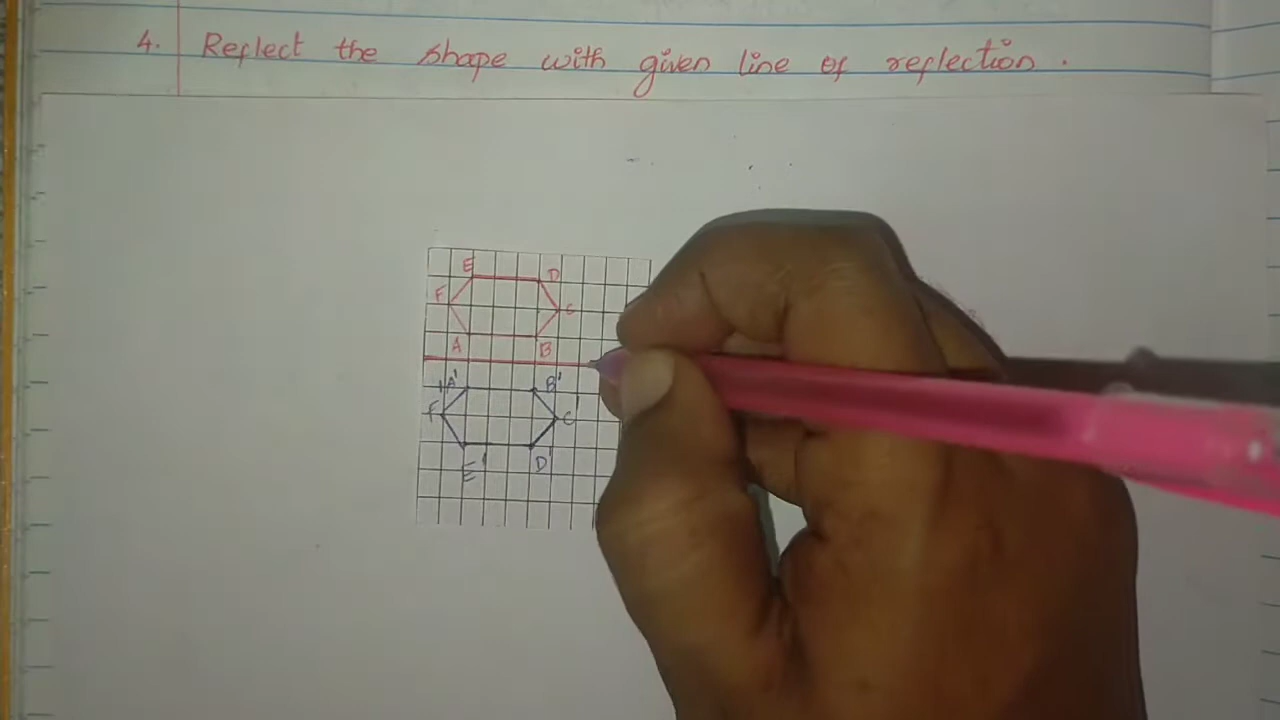 4. Reflect the shape with given line of reflection.
E D
F C
A B
A' B'
F C
E' D'